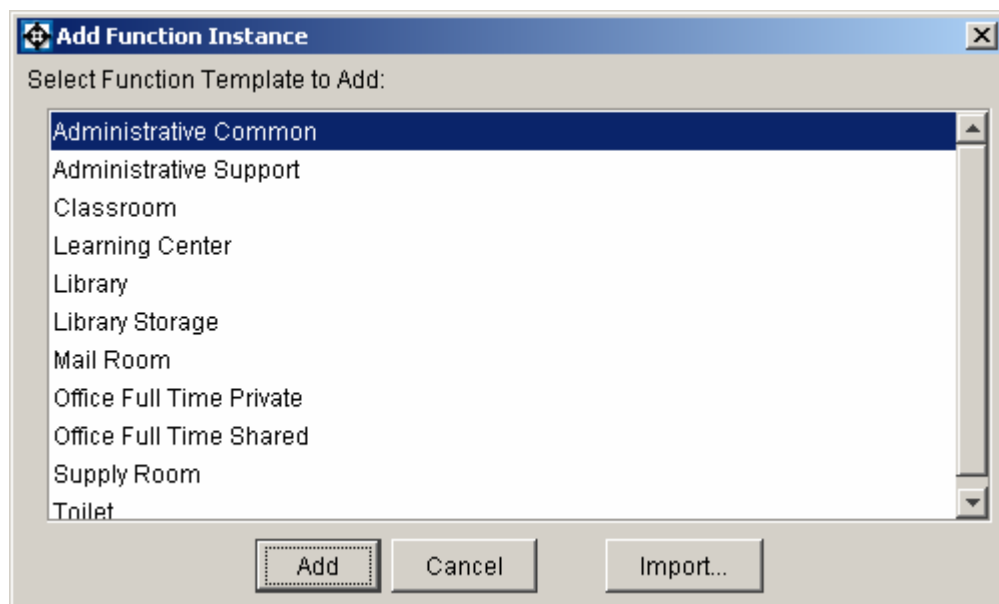 Add Function Instance
Select Function Template to Add:
Administrative Common
Administrative Support
Classroom
Learning Center
Library
Library Storage
Mail Room
Office Full Time Private
Office Full Time Shared
Supply Room
Toilet
Add Cancel Import...